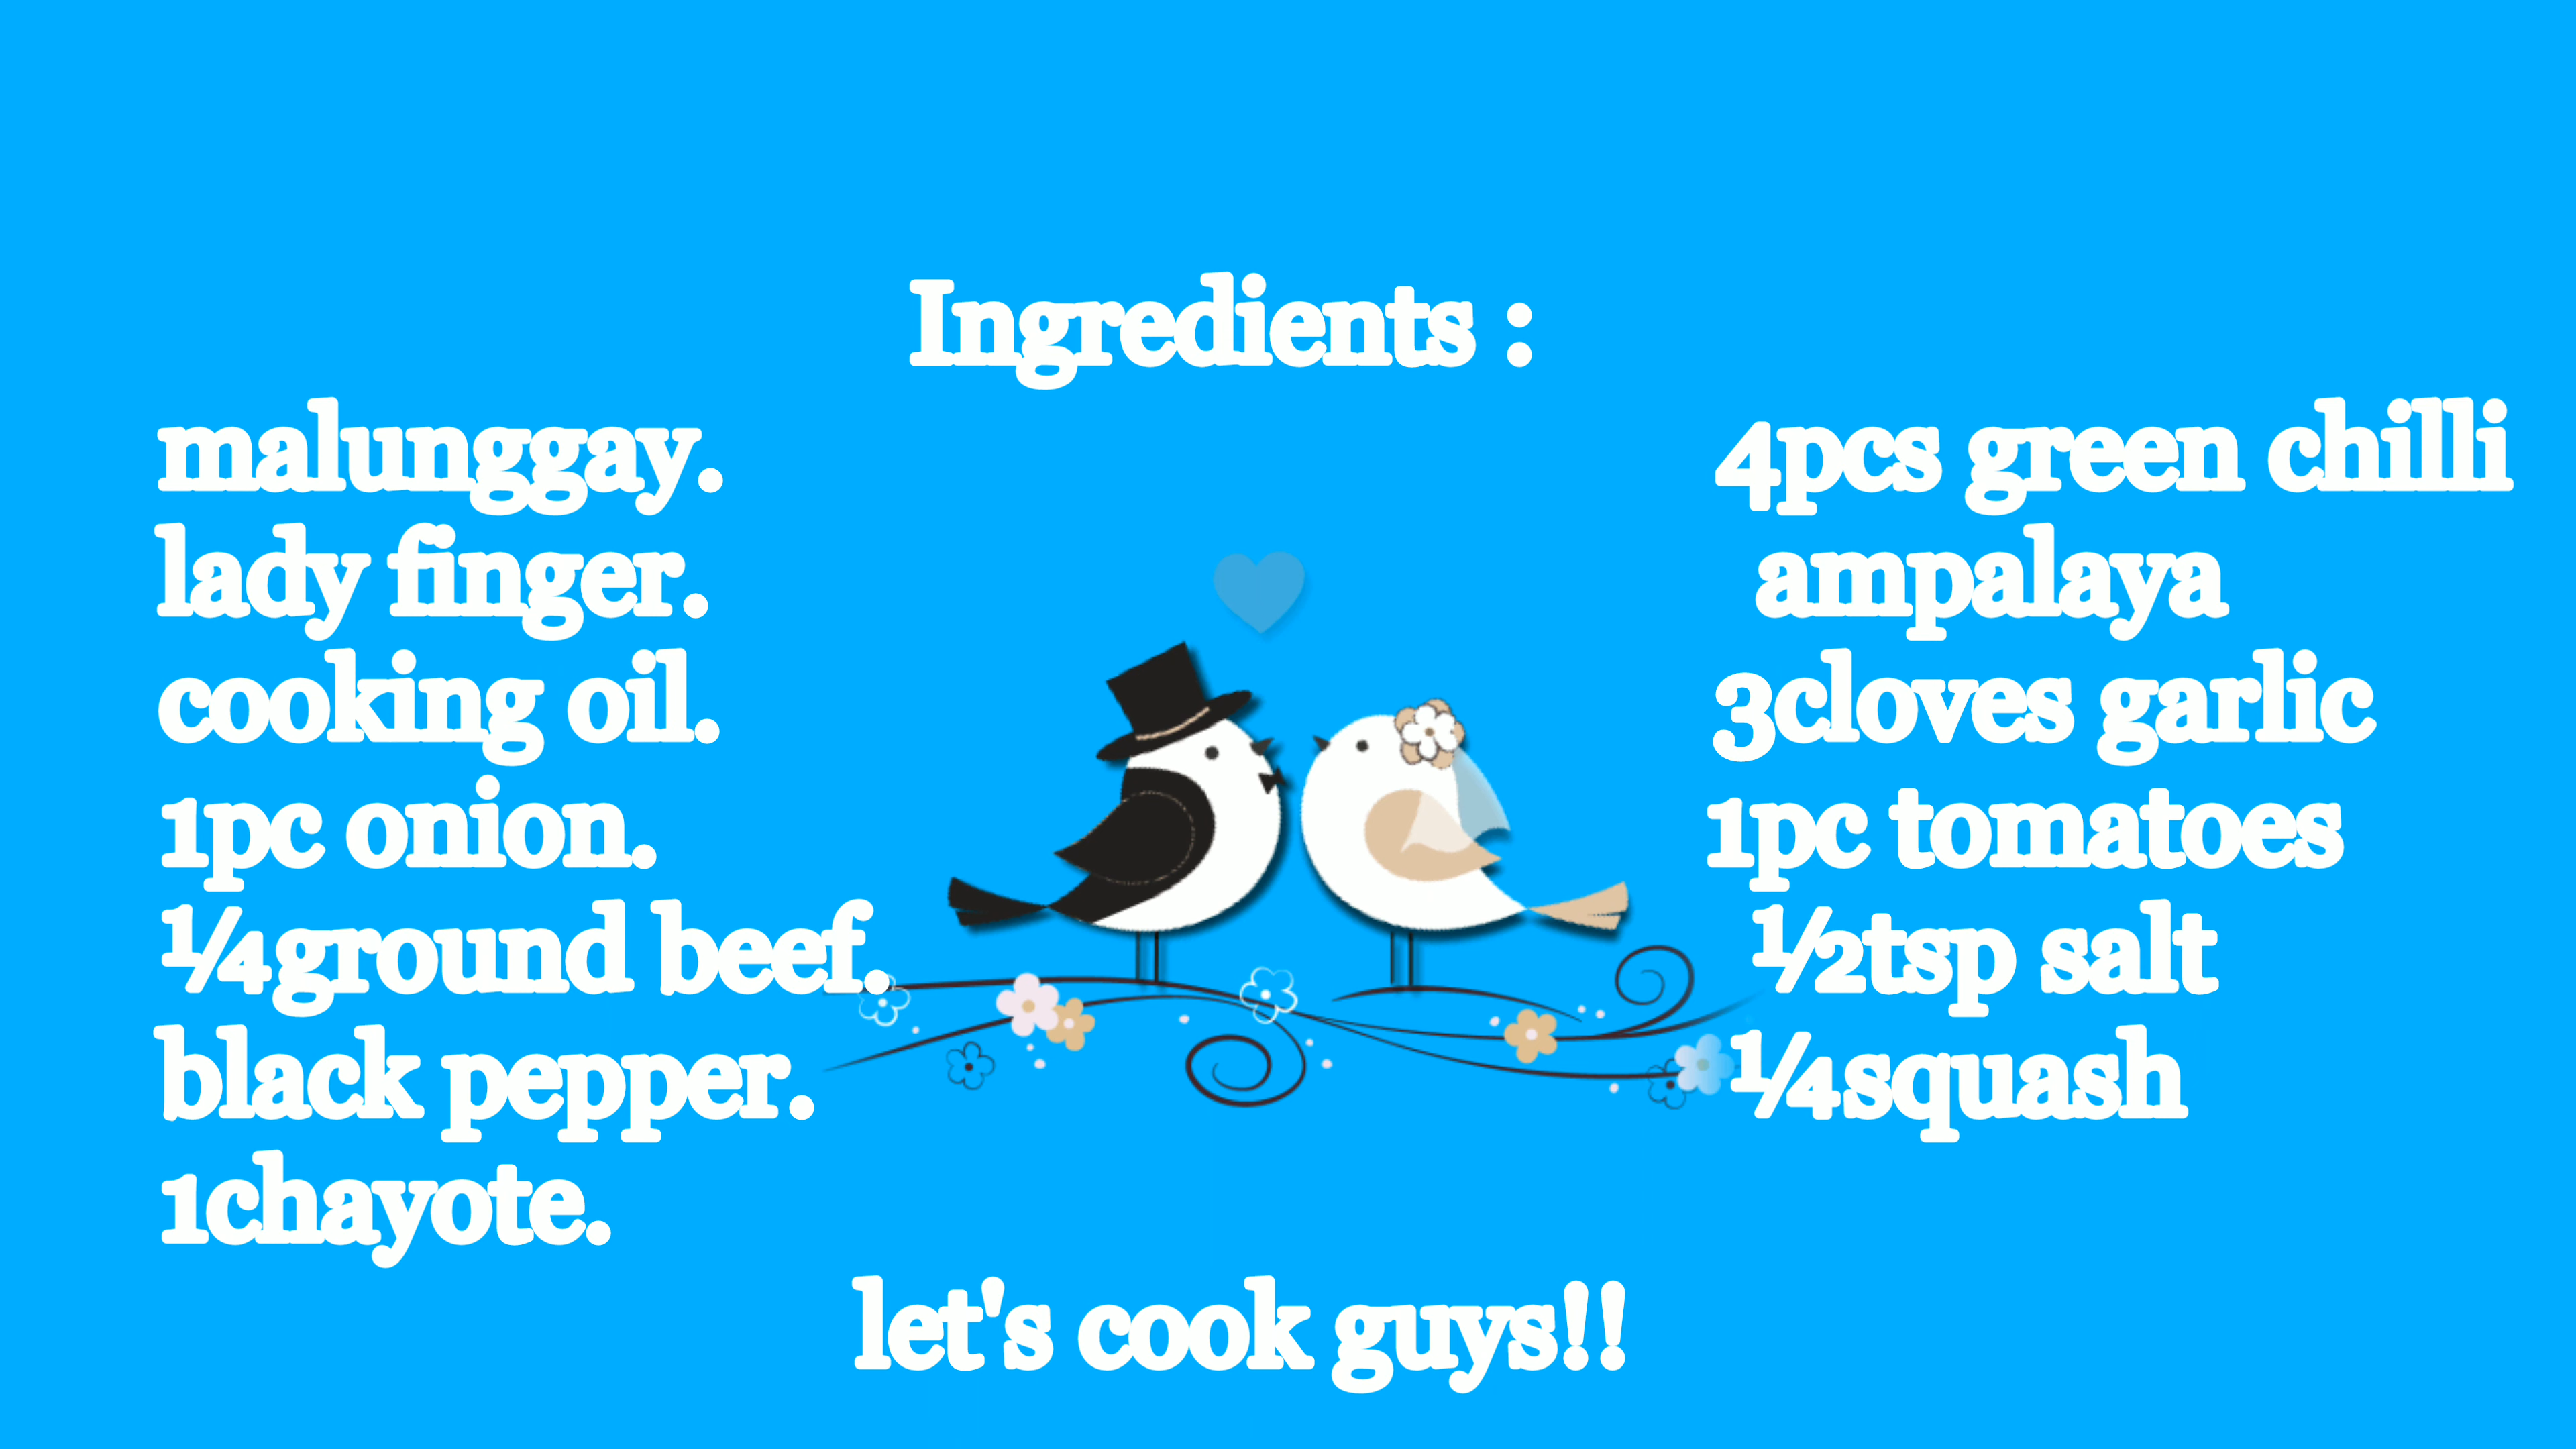 Ingredients :
malunggay.
lady finger.
cooking oil.
1pc onion.
¼ground beef.
black pepper.
1chayote.
4pcs green chilli
ampalaya
3cloves garlic
1pc tomatoes
½tsp salt
¼squash
let's cook guys!!